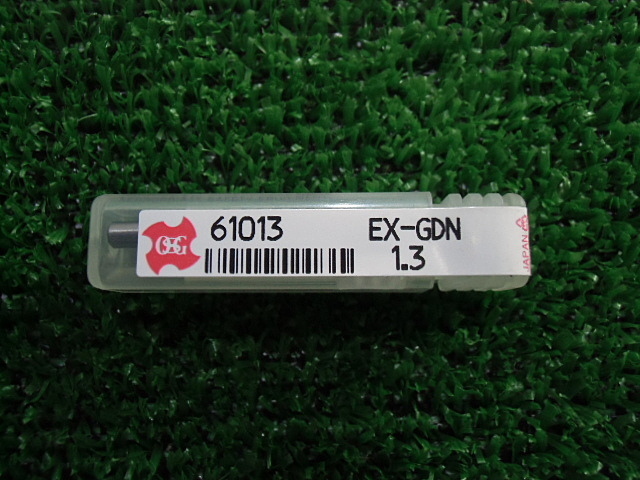 OSG
61013 EX-GDN
1.3
JAPAN